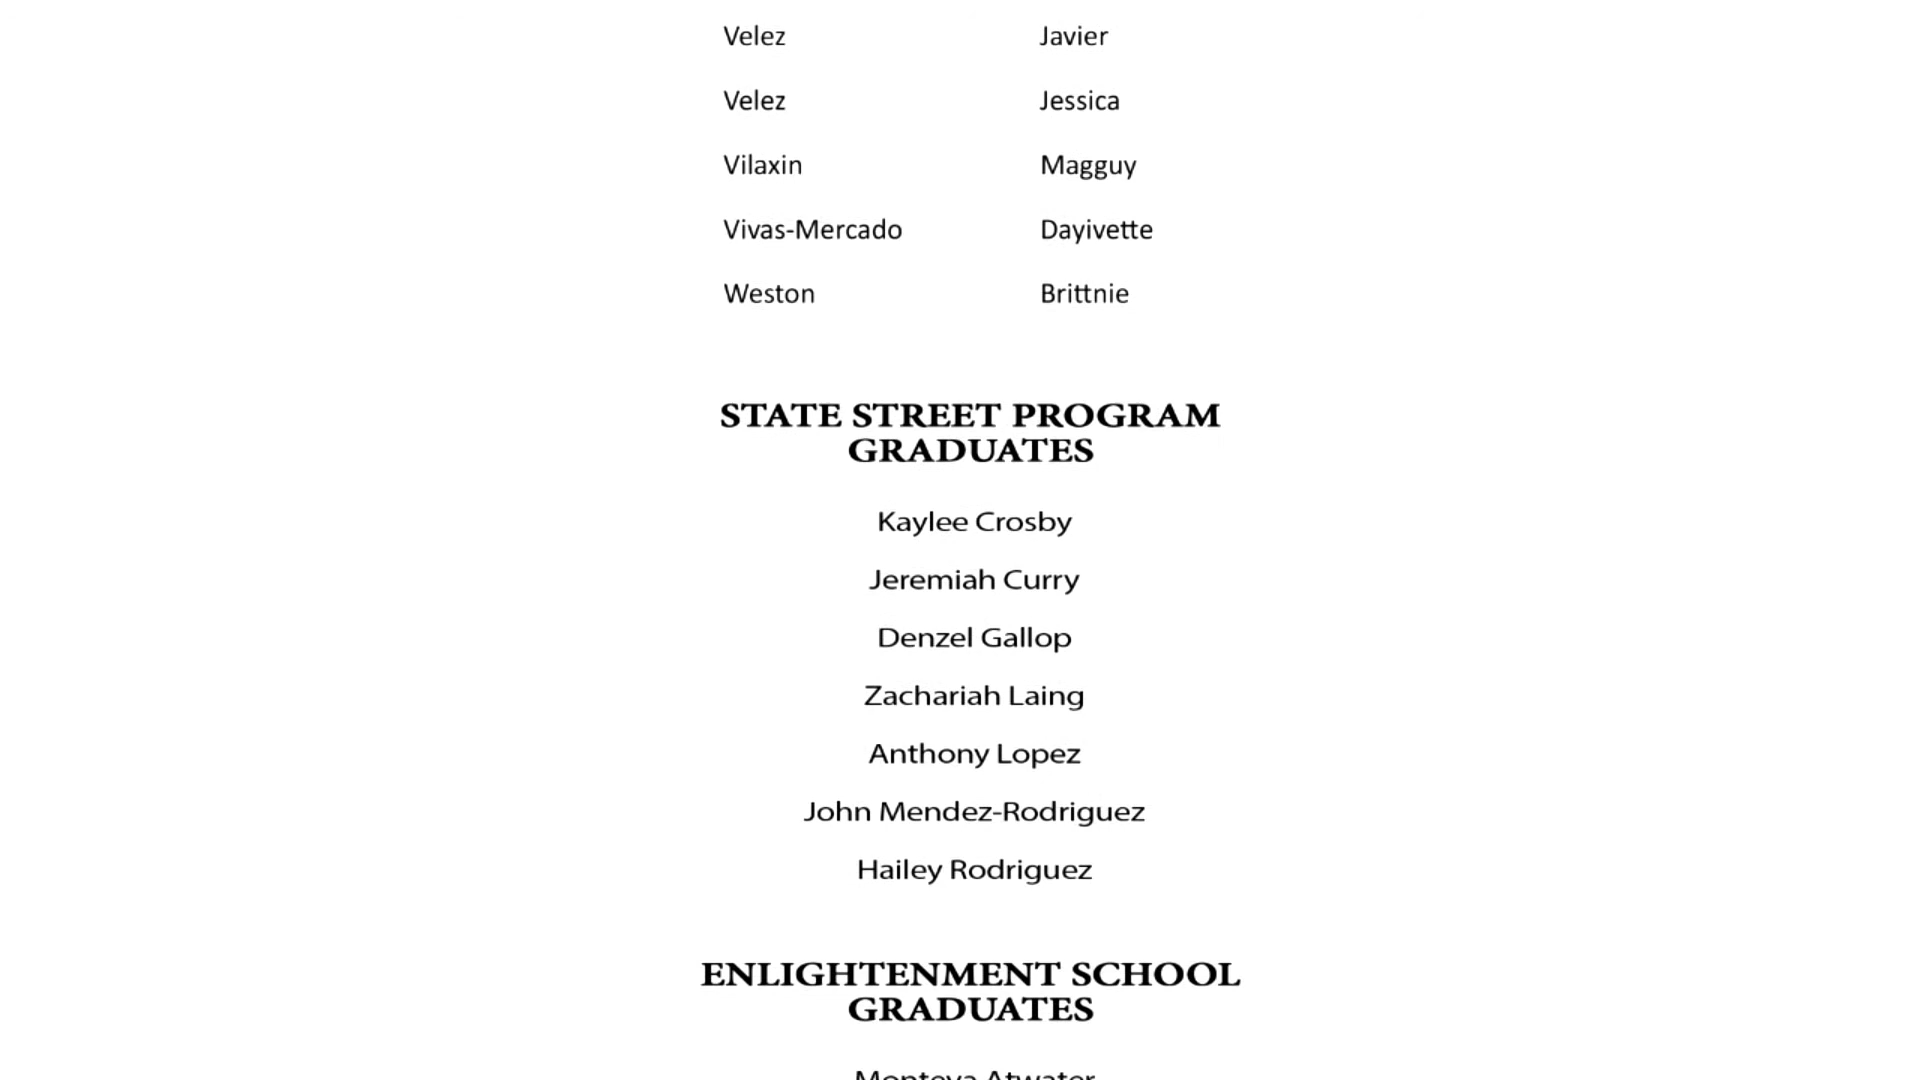 Velez Javier
Velez Jessica
Vilaxin Magguy
Vivas-Mercado Dayivette
Weston Brittnie
STATE STREET PROGRAM
GRADUATES
Kaylee Crosby
Jeremiah Curry
Denzel Gallop
Zachariah Laing
Anthony Lopez
John Mendez-Rodriguez
Hailey Rodriguez
ENLIGHTENMENT SCHOOL
GRADUATES